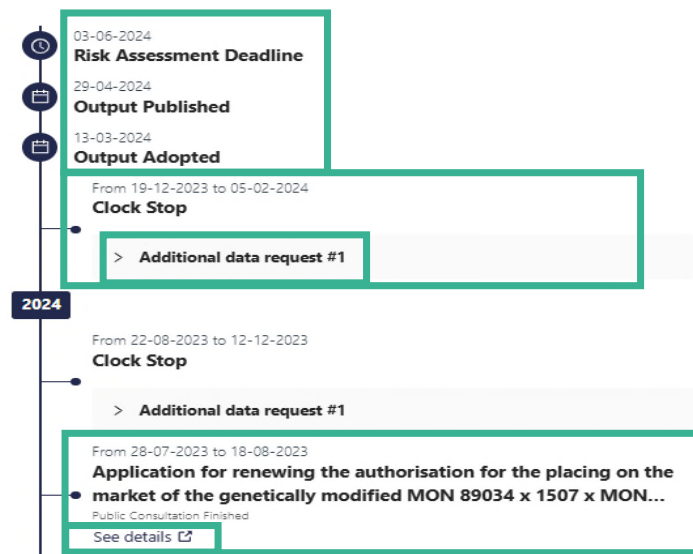 03-06-2024
Risk Assessment Deadline
29-04-2024
Output Published
13-03-2024
Output Adopted
From 19-12-2023 to 05-02-2024
Clock Stop
> Additional data request #1
2024
From 22-08-2023 to 12-12-2023
Clock Stop
> Additional data request #1
From 28-07-2023 to 18-08-2023
Application for renewing the authorisation for the placing on the
market of the genetically modified MON 89034 x 1507 x MON...
Public Consultation Finished
See details